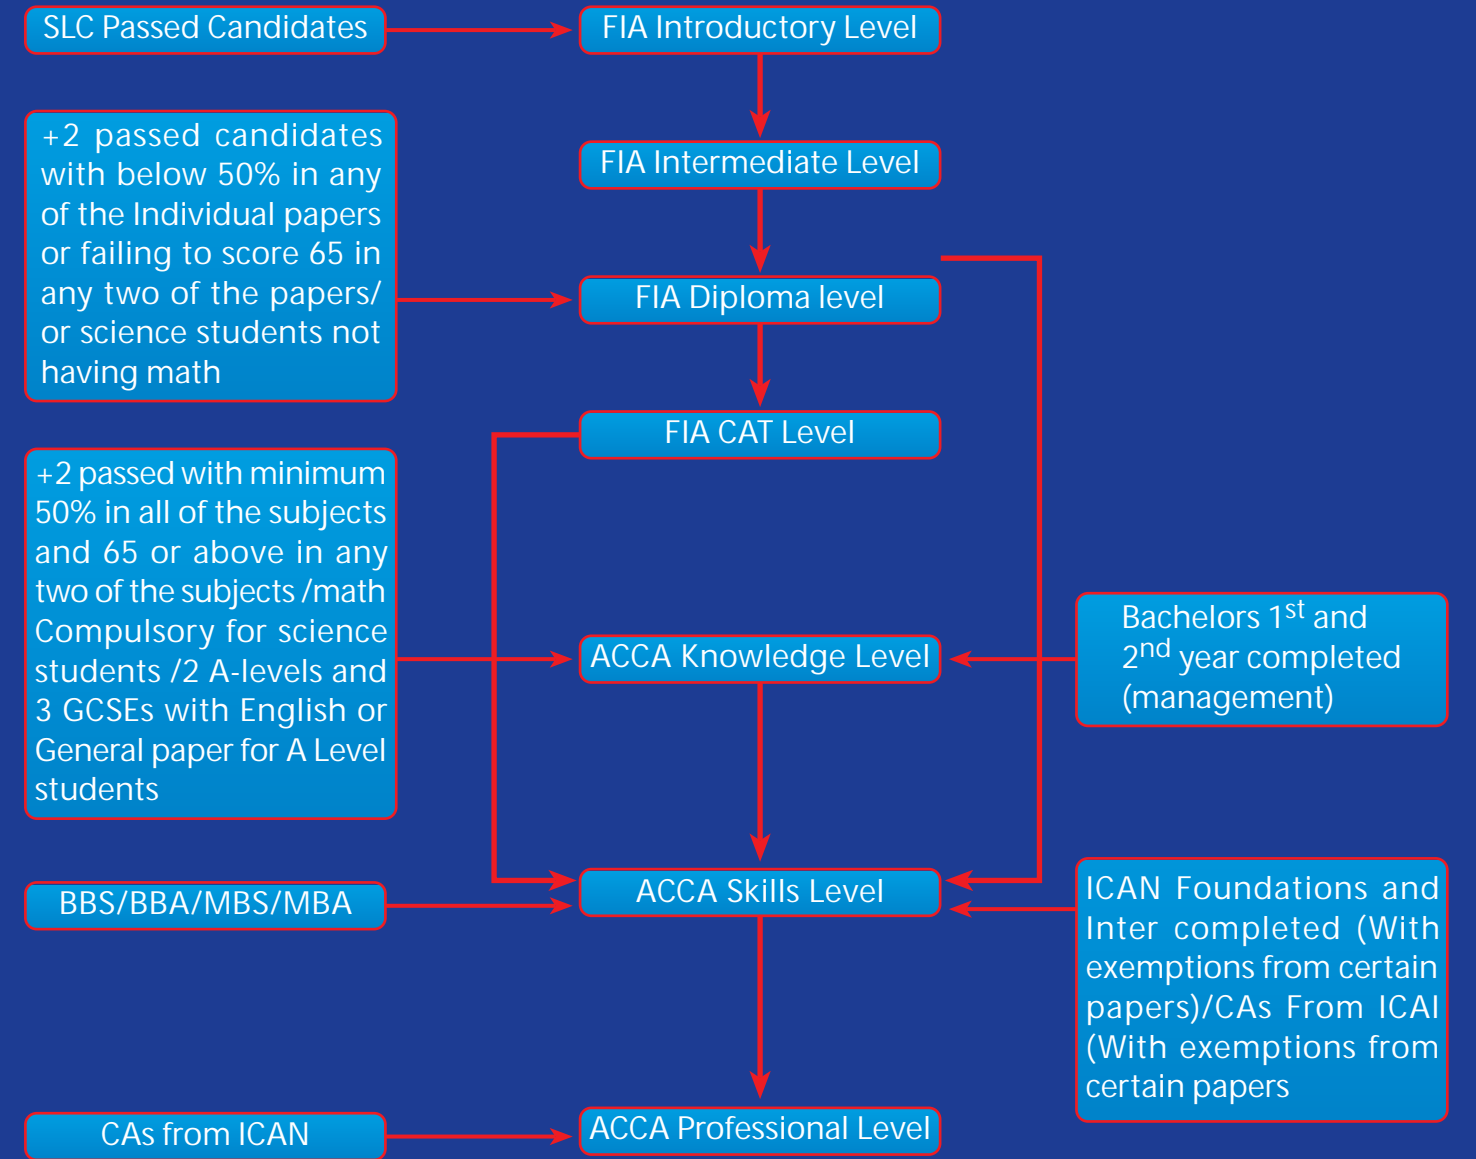 SLC Passed Candidates
FIA Introductory Level
+2 passed candidates
with below 50% in any
of the Individual papers
or failing to score 65 in
any two of the papers/
or science students not
having math
FIA Intermediate Level
FIA Diploma level
FIA CAT Level
+2 passed with minimum
50% in all of the subjects
and 65 or above in any
two of the subjects /math
Compulsory for science
students /2 A-levels and
3 GCSEs with English or
General paper for A Level
students
ACCA Knowledge Level
Bachelors 1st and
2nd year completed
(management)
BBS/BBA/MBS/MBA
ACCA Skills Level
ICAN Foundations and
Inter completed (With
exemptions from certain
papers)/CAs From ICAI
(With exemptions from
certain papers
CAs from ICAN
ACCA Professional Level